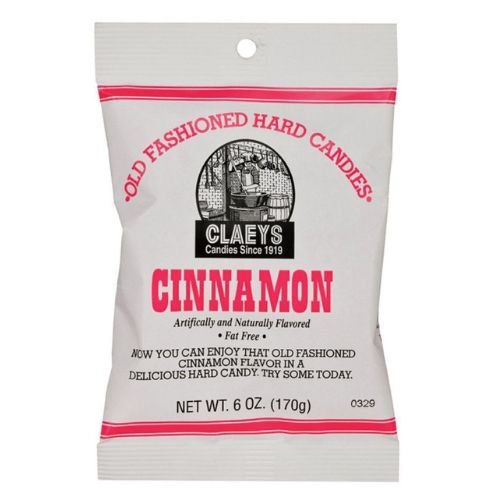 •OLD FASHIONED HARD CANDIES•
CLAEYS
Candies Since 1919
CINNAMON
Artifically and Naturally Flavored
• Fat Free •
NOW YOU CAN ENJOY THAT OLD FASHIONED
CINNAMON FLAVOR IN A
DELICIOUS HARD CANDY. TRY SOME TODAY.
NET WT. 6 OZ. (170g)
0329